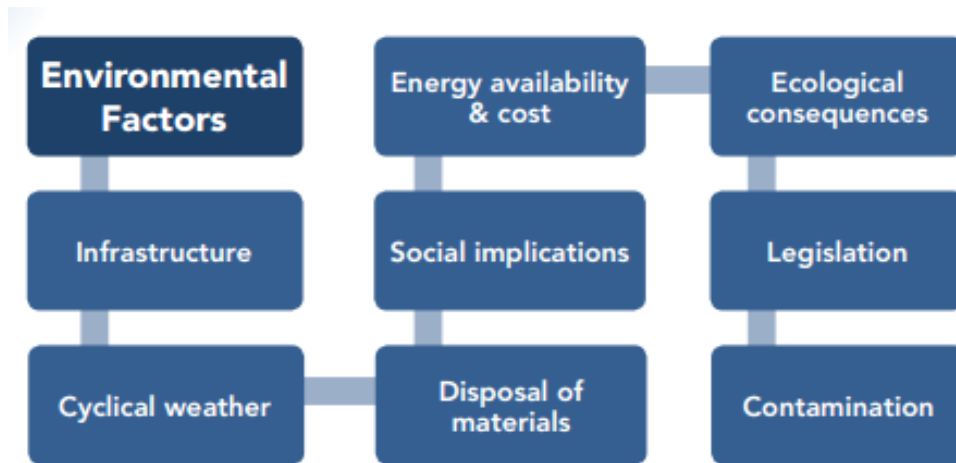 Environmental
Factors
Infrastructure
Cyclical weather
Disposal of
materials
Social implications
Energy availability
& cost
Ecological
consequences
Legislation
Contamination